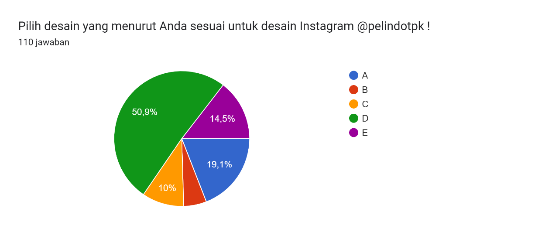 Pilih desain yang menurut Anda sesuai untuk desain Instagram @pelindotpk !
110 jawaban
A
B
C
D
E
50,9%
14,5%
19,1%
10%